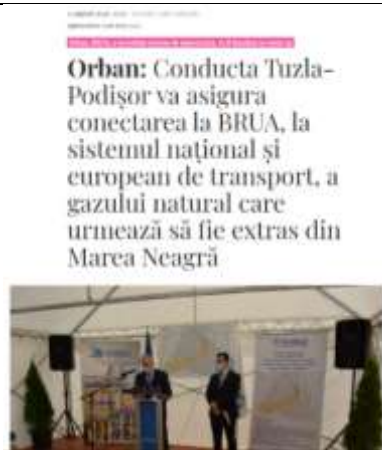 Orban: Conducta Tuzla-
Podișor va asigura
conectarea la BRUA, la
sistemul național și
european de transport, a
gazului natural care
urmează să fie extras din
Marea Neagră